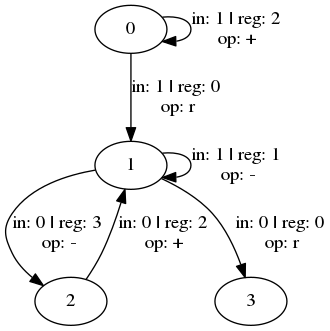 0
in: 1 | reg: 2
op: +
in: 1 | reg: 0
op: r
1
in: 1 | reg: 1
op: -
in: 0 | reg: 3
op: -
in: 0 | reg: 2
op: +
in: 0 | reg: 0
op: r
2
3